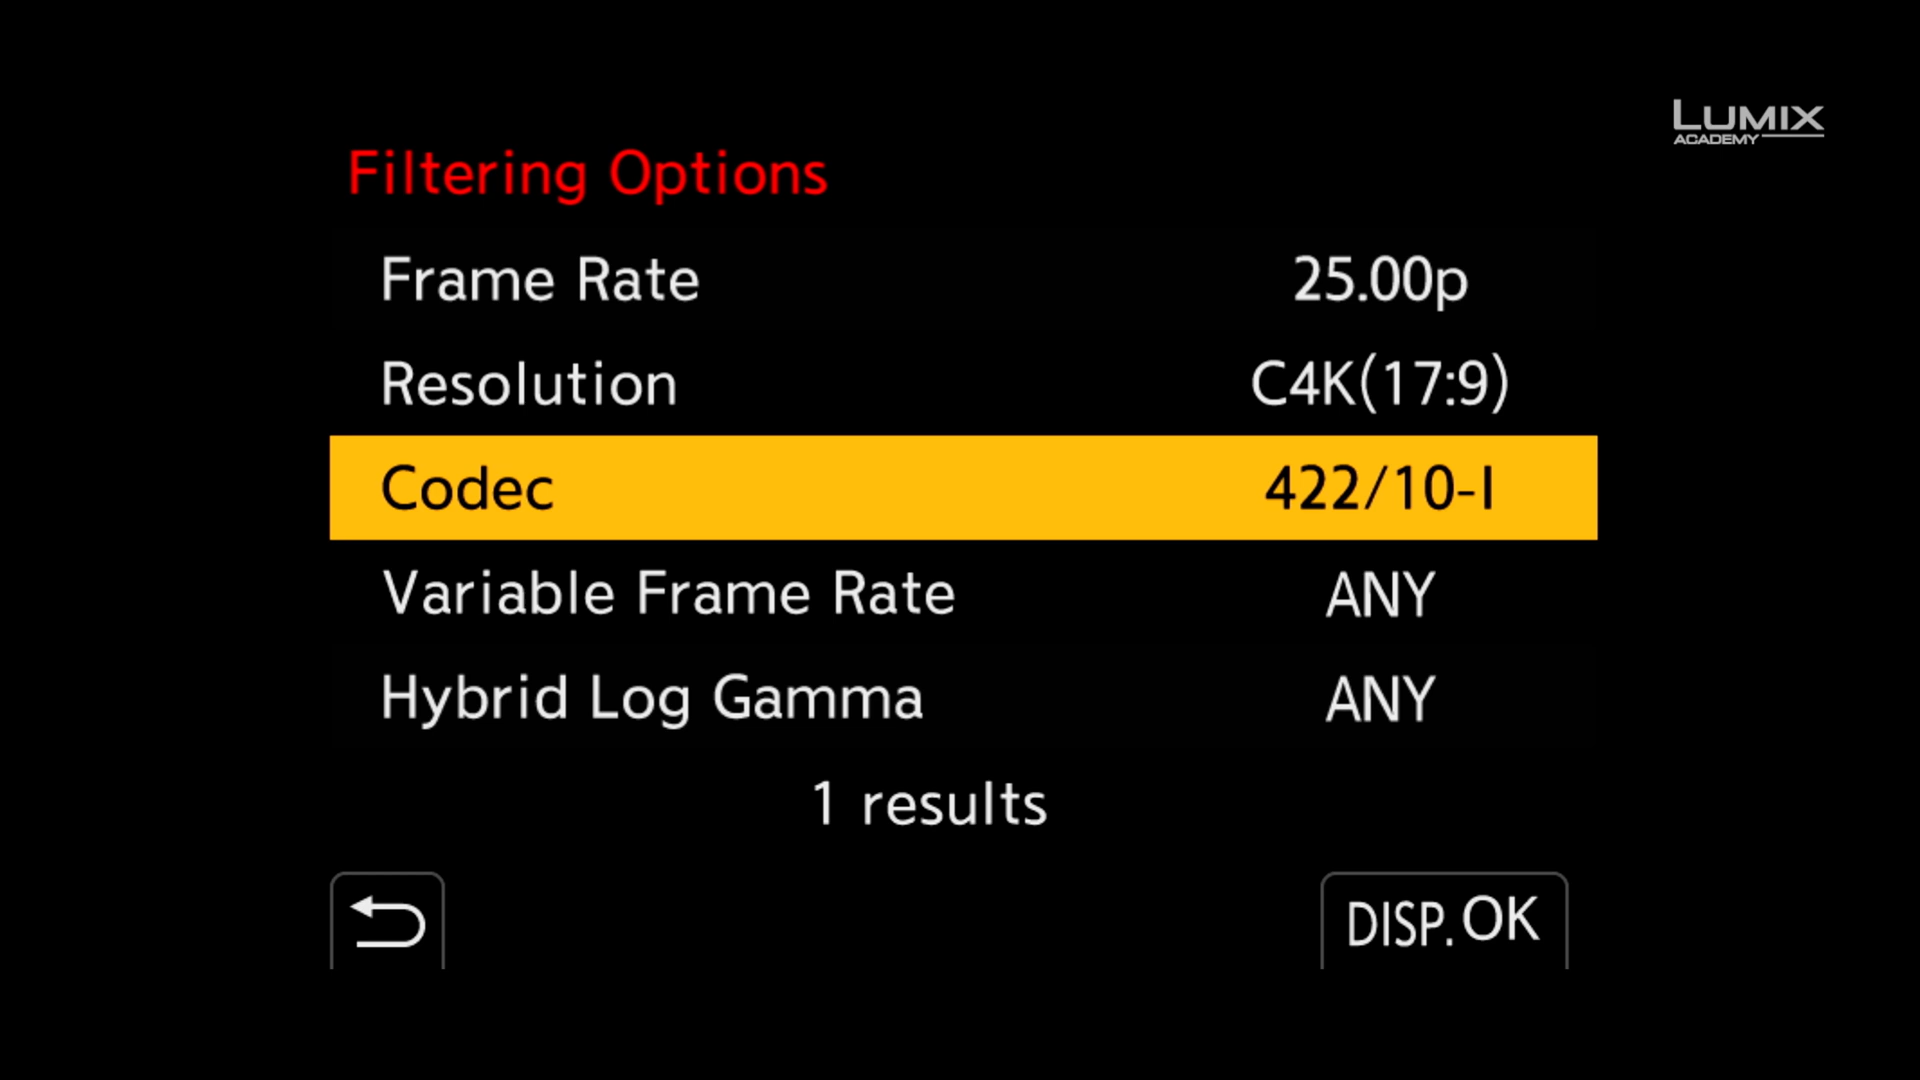 LUMIX
ACADEMY
Filtering Options
Frame Rate 25.00p
Resolution C4K(17:9)
Codec 422/10-I
Variable Frame Rate ANY
Hybrid Log Gamma ANY
1 results
DISP. OK